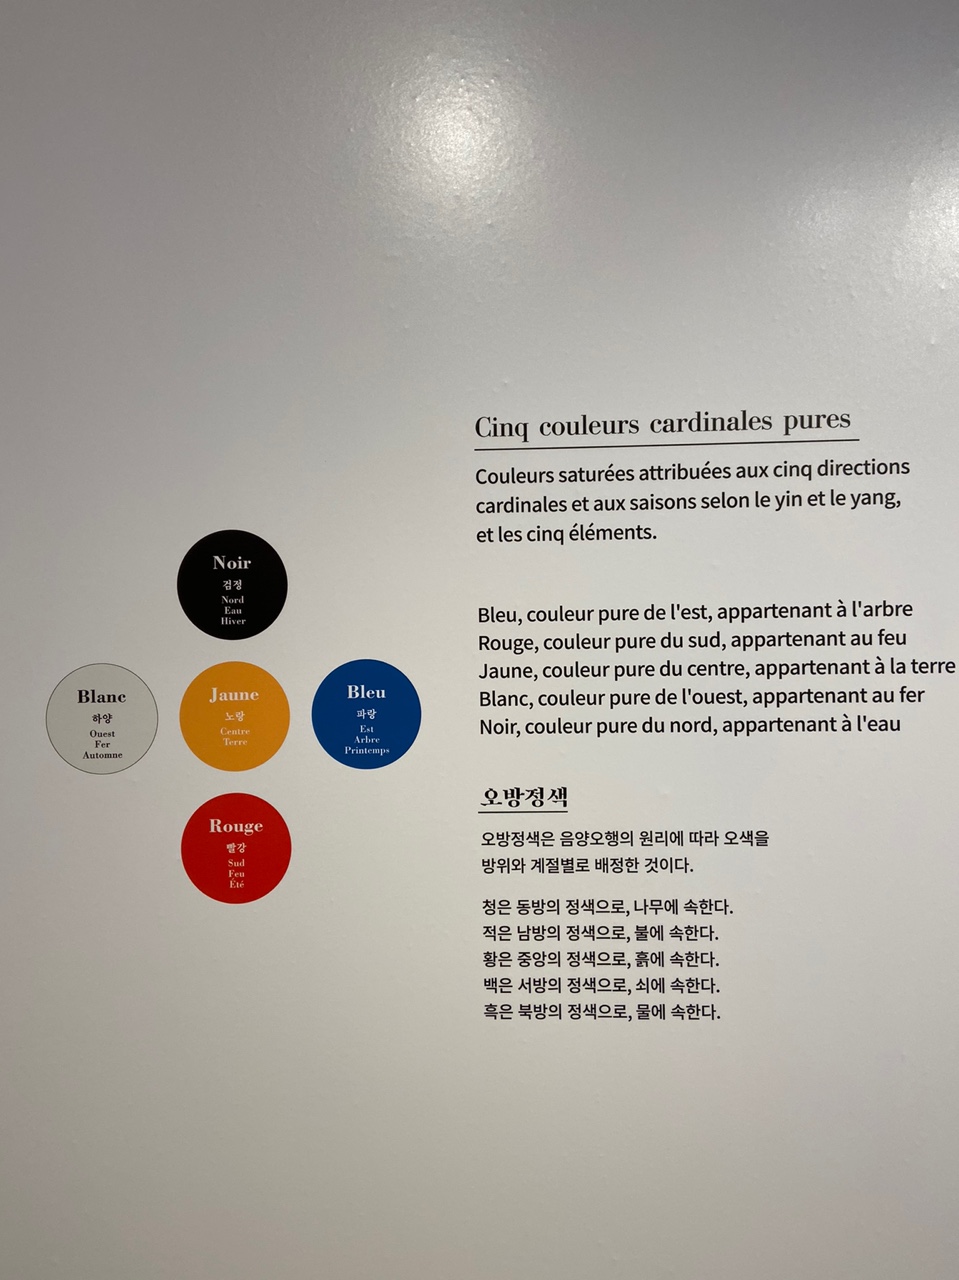 Cinq couleurs cardinales pures
Couleurs saturées attribuées aux cinq directions
cardinales et aux saisons selon le yin et le yang,
et les cinq éléments.
Bleu, couleur pure de l'est, appartenant à l'arbre
Rouge, couleur pure du sud, appartenant au feu
Jaune, couleur pure du centre, appartenant à la terre
Blanc, couleur pure de l'ouest, appartenant au fer
Noir, couleur pure du nord, appartenant à l'eau
오방정색
오방정색은 음양오행의 원리에 따라 오색을
방위와 계절별로 배정한 것이다.
청은 동방의 정색으로, 나무에 속한다.
적은 남방의 정색으로, 불에 속한다.
황은 중앙의 정색으로, 흙에 속한다.
백은 서방의 정색으로, 쇠에 속한다.
흑은 북방의 정색으로, 물에 속한다.
Noir
검정
Nord
Eau
Hiver
Blanc
하양
Ouest
Fer
Automne
Jaune
노랑
Centre
Terre
Bleu
파랑
Est
Arbre
Printemps
Rouge
빨강
Sud
Feu
Été